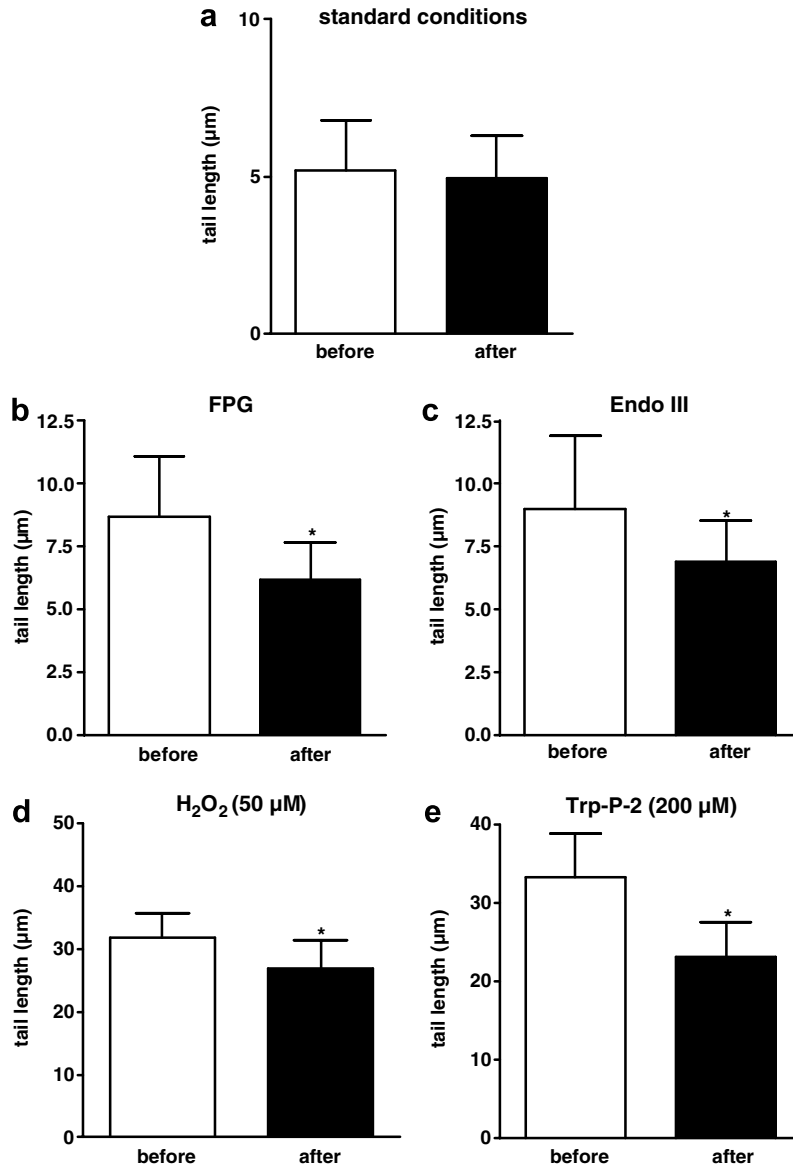 a standard conditions
tail length (µm)
10
5
0
before after
b FPG
tail length (µm)
12.5
10.0
7.5
5.0
2.5
0.0
*
before after
c Endo III
tail length (µm)
12.5
10.0
7.5
5.0
2.5
0.0
*
before after
d H₂O₂ (50 µM)
tail length (µm)
50
40
30
20
10
0
*
before after
e Trp-P-2 (200 µM)
tail length (µm)
40
30
20
10
0
*
before after